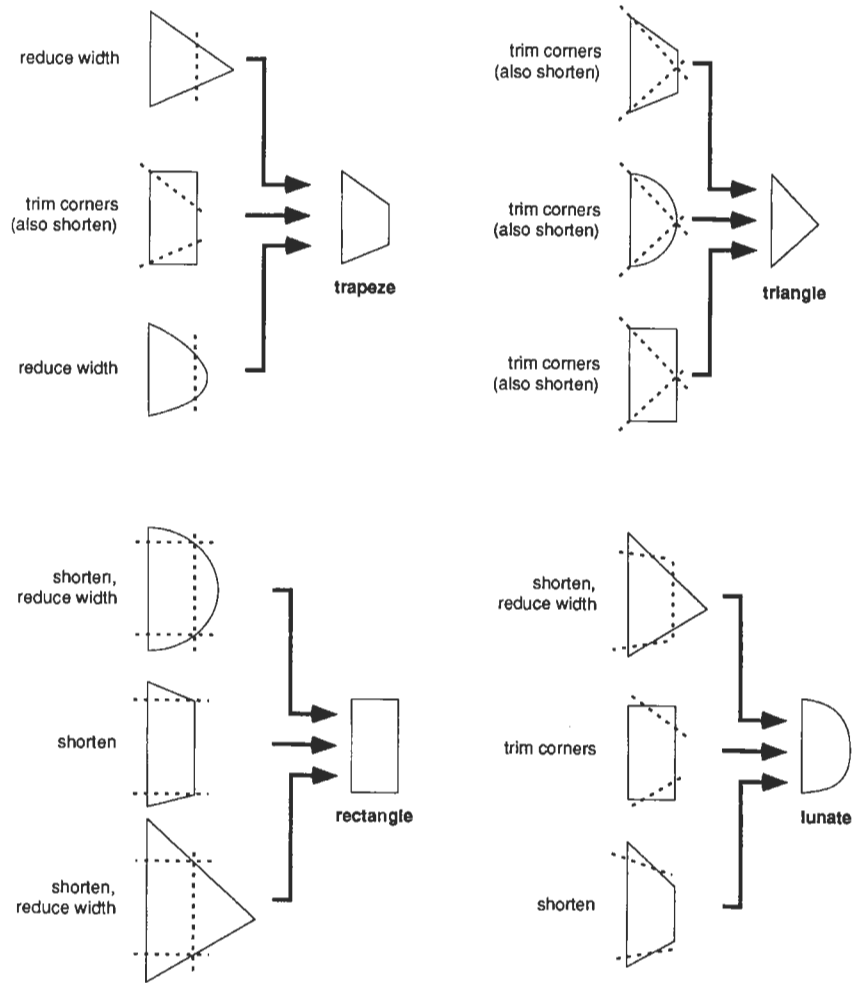 reduce width
trim corners
(also shorten)
reduce width
trapeze
trim corners
(also shorten)
trim corners
(also shorten)
trim corners
(also shorten)
triangle
shorten,
reduce width
shorten
shorten,
reduce width
rectangle
shorten,
reduce width
trim corners
shorten
lunate